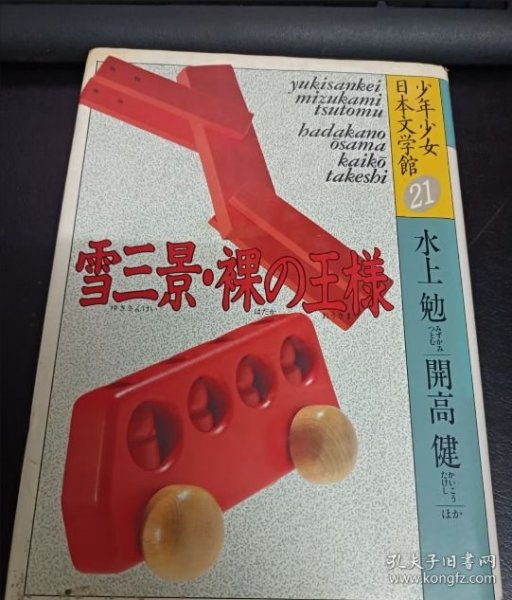 yukisankei
mizukami
tsutomu
hadakano
osama
kaikō
takeshi
少年少女
日本文学館
21
雪三景・裸の王様
ゆきさんけい
はだか
おうさま
水上 勉
みずかみ
つとむ
開高 健
かいこう
たけし
ほか
孔夫子旧书网
www.kongfz.com